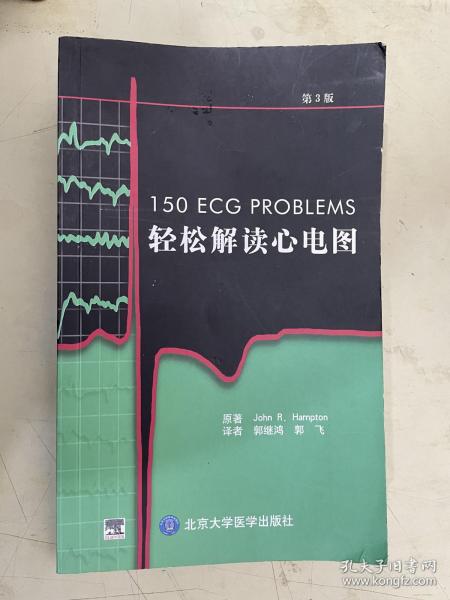 第3版
150 ECG PROBLEMS
轻松解读心电图
原著 John R. Hampton
译者 郭继鸿 郭飞
北京大学医学出版社
孔夫子旧书网
www.kongfz.com